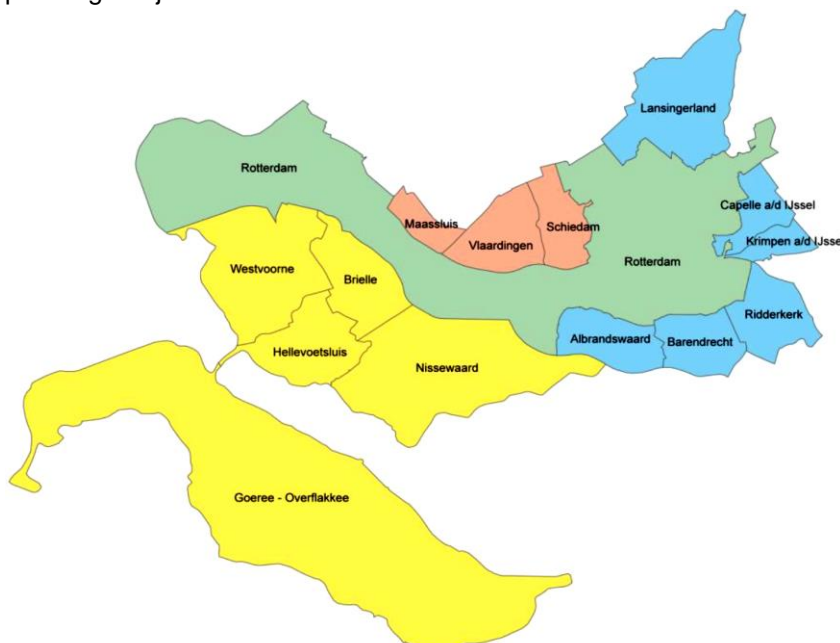 Lansingerland
Rotterdam
Capelle a/d IJssel
Maassluis
Schiedam
Vlaardingen
Krimpen a/d IJsse
Rotterdam
Westvoorne
Brielle
Ridderkerk
Albrandswaard
Barendrecht
Hellevoetsluis
Nissewaard
Goeree - Overflakkee